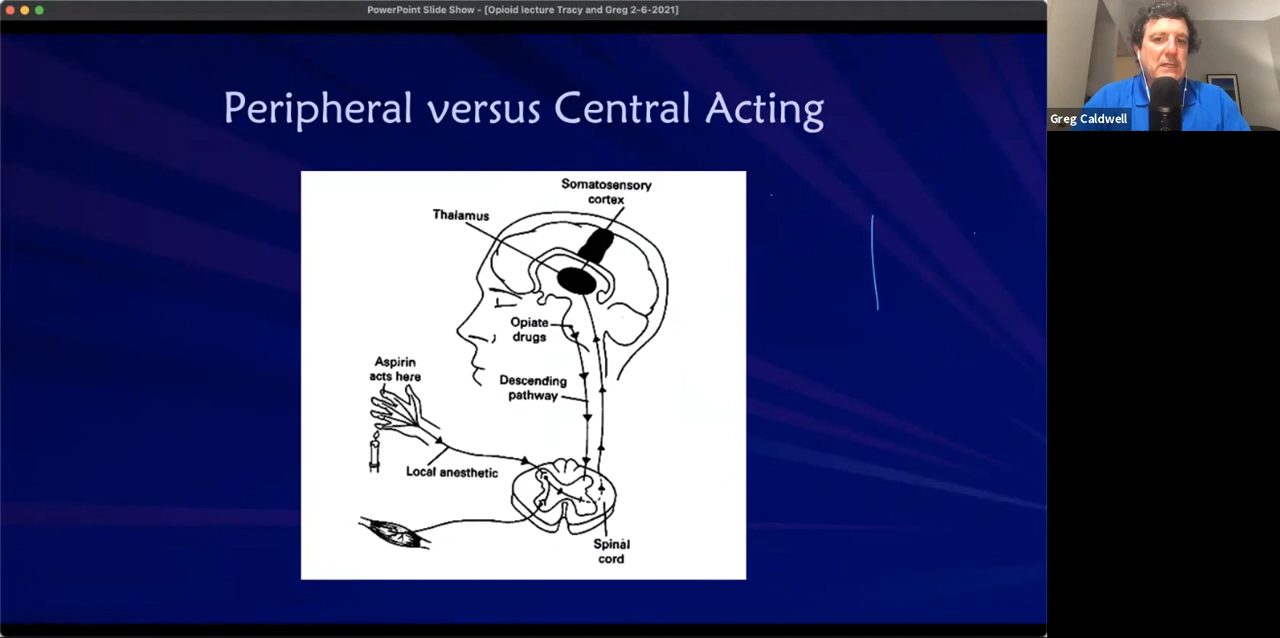 PowerPoint Slide Show - [Opioid lecture Tracy and Greg 2-6-2021]
Peripheral versus Central Acting
Somatosensory
cortex
Thalamus
Opiate
drugs
Aspirin
acts here
Descending
pathway
Local anesthetic
Spinal
cord
Greg Caldwell